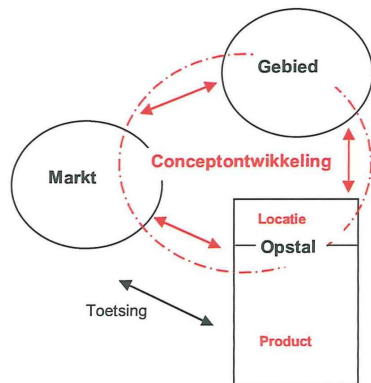 Gebied
Conceptontwikkeling
Markt
Locatie
Opstal
Toetsing
Product